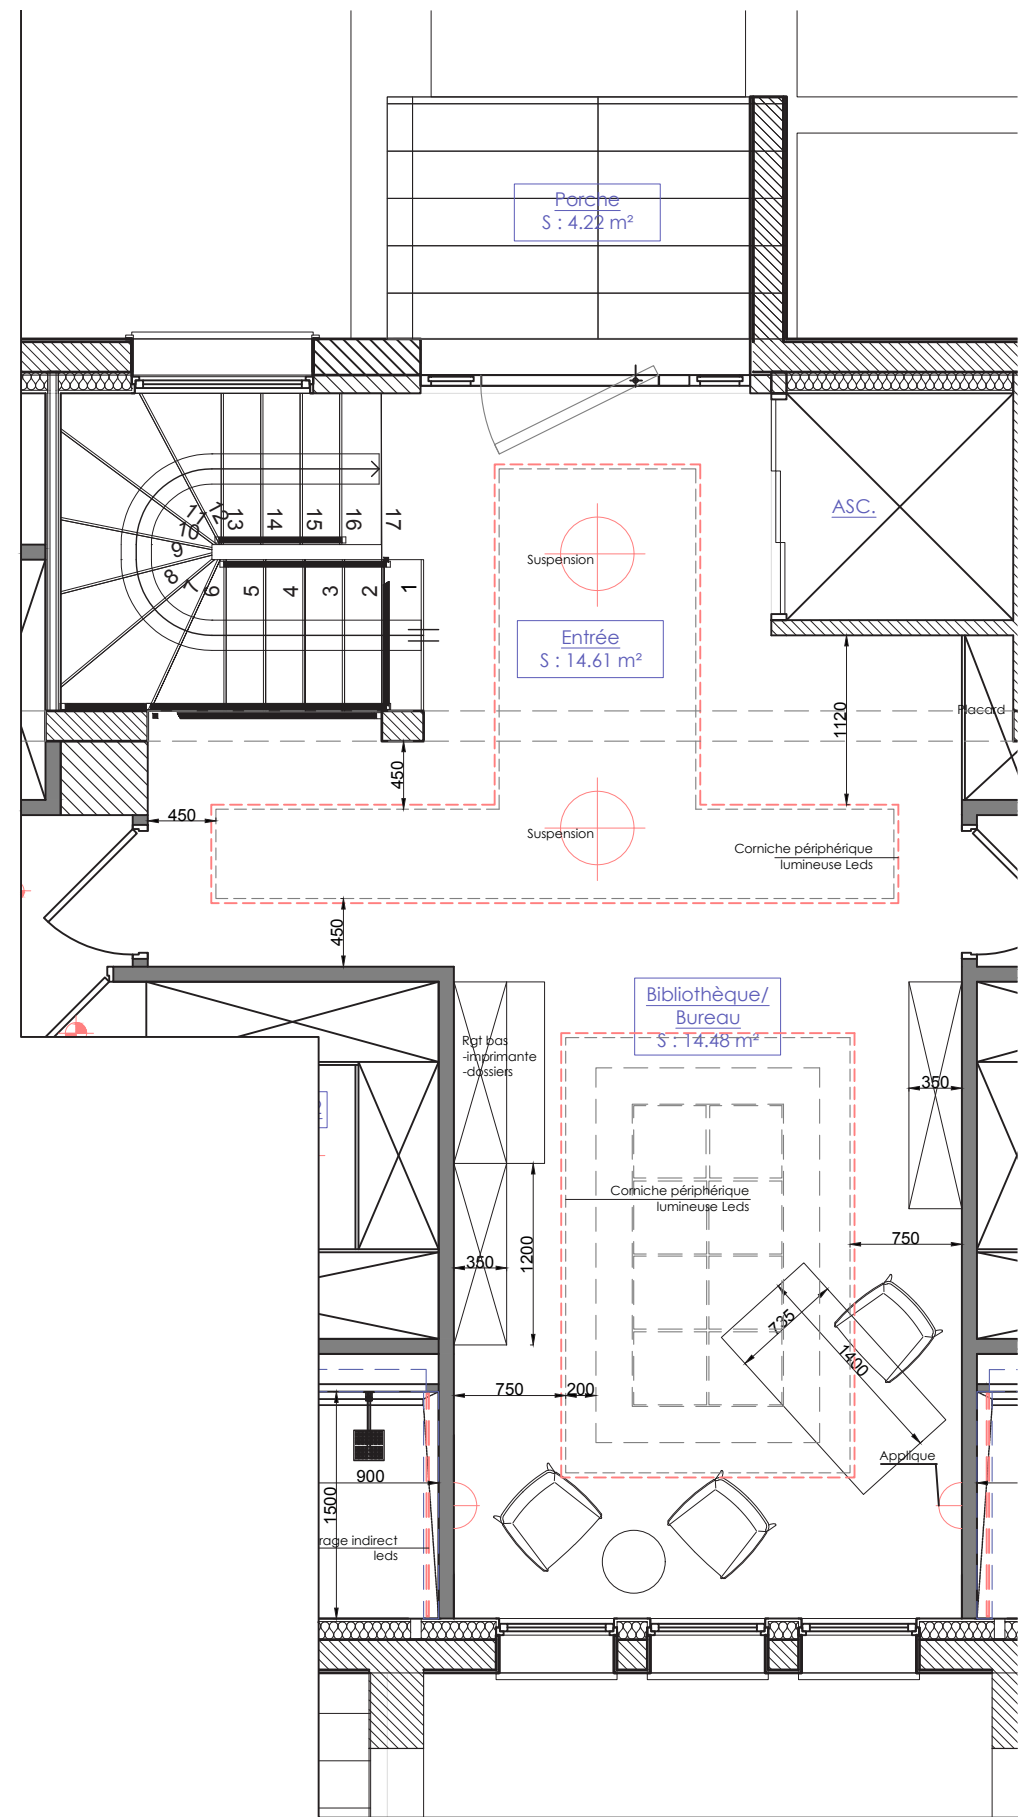 Porche
S : 4.22 m²
ASC.
17
16
15
14
13
12
11
10
9
8
7
6
5
4
3
2
1
Suspension
Entrée
S : 14.61 m²
Placard
1120
450
450
Suspension
Corniche périphérique
lumineuse Leds
450
Bibliothèque/
Bureau
S : 14.48 m²
Rgt bas
-imprimante
-dossiers
350
Corniche périphérique
lumineuse Leds
750
1200
350
735
1400
750
200
Applique
900
1500
rage indirect
leds